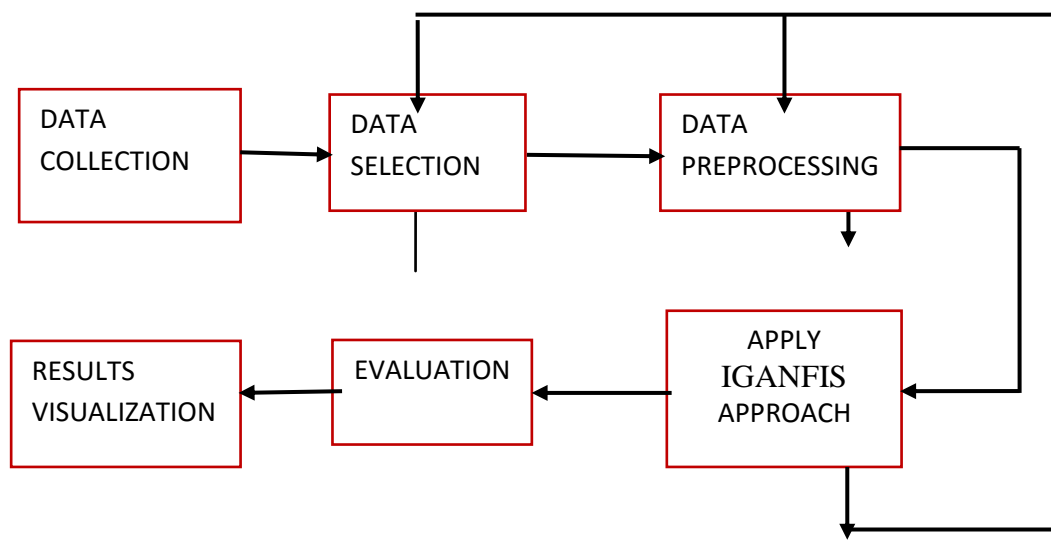 DATA
COLLECTION
DATA
SELECTION
DATA
PREPROCESSING
APPLY
IGANFIS
APPROACH
EVALUATION
RESULTS
VISUALIZATION